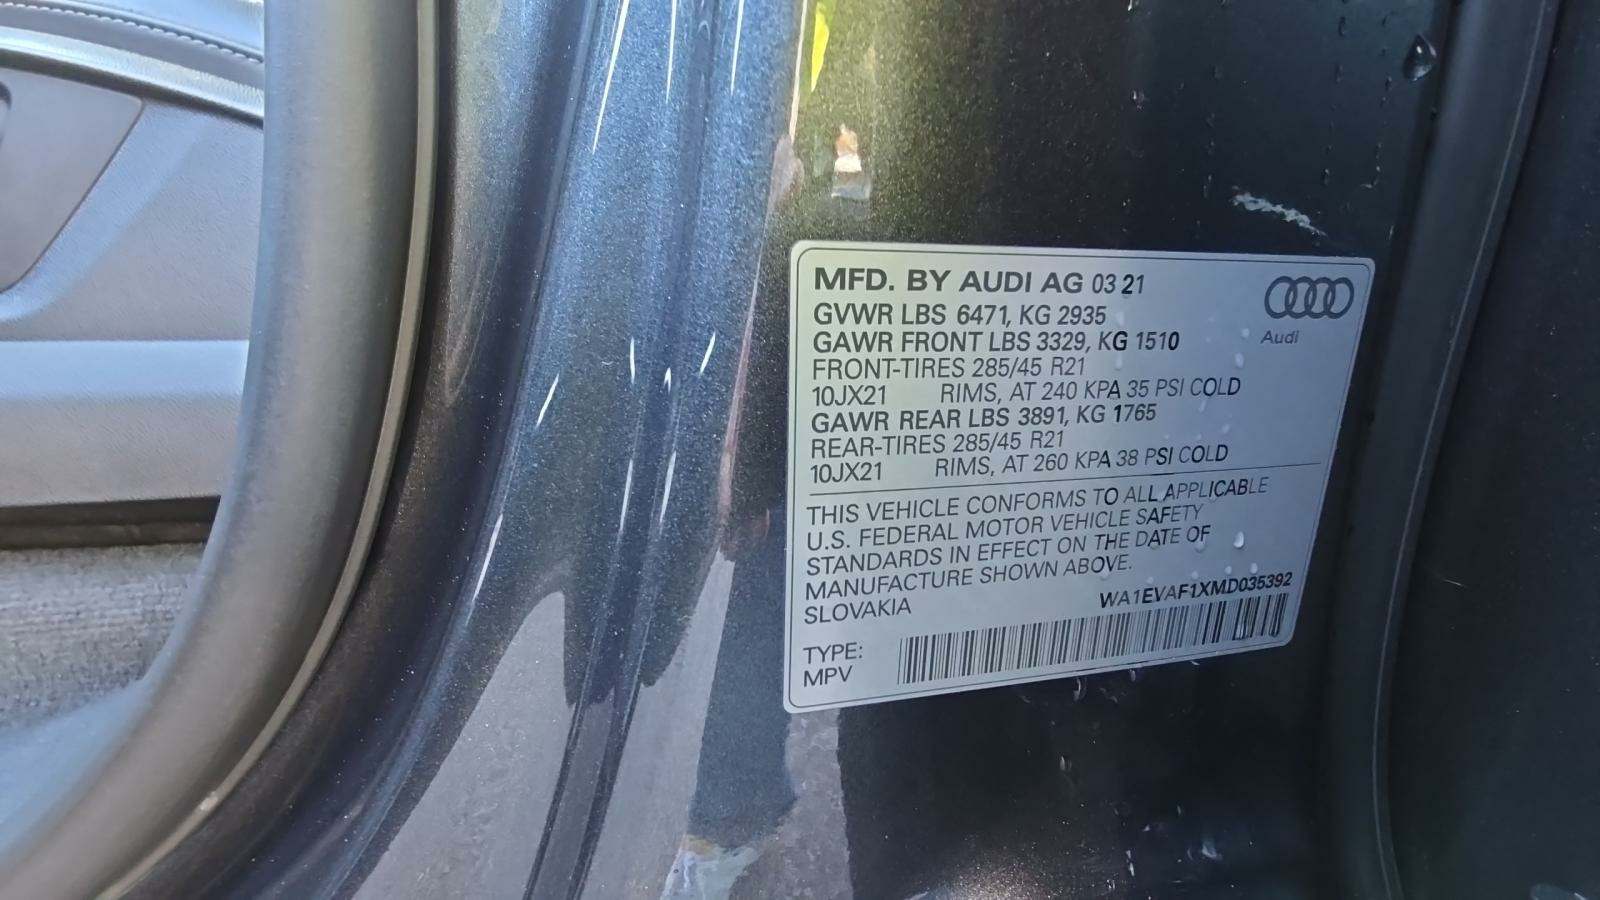 MFD. BY AUDI AG 03 21
GVWR LBS 6471, KG 2935
GAWR FRONT LBS 3329, KG 1510
Audi
FRONT-TIRES 285/45 R21
10JX21 RIMS, AT 240 KPA 35 PSI COLD
GAWR REAR LBS 3891, KG 1765
REAR-TIRES 285/45 R21
10JX21 RIMS, AT 260 KPA 38 PSI COLD
THIS VEHICLE CONFORMS TO ALL APPLICABLE
U.S. FEDERAL MOTOR VEHICLE SAFETY
STANDARDS IN EFFECT ON THE DATE OF
MANUFACTURE SHOWN ABOVE.
SLOVAKIA WA1EVAF1XMD035392
TYPE:
MPV